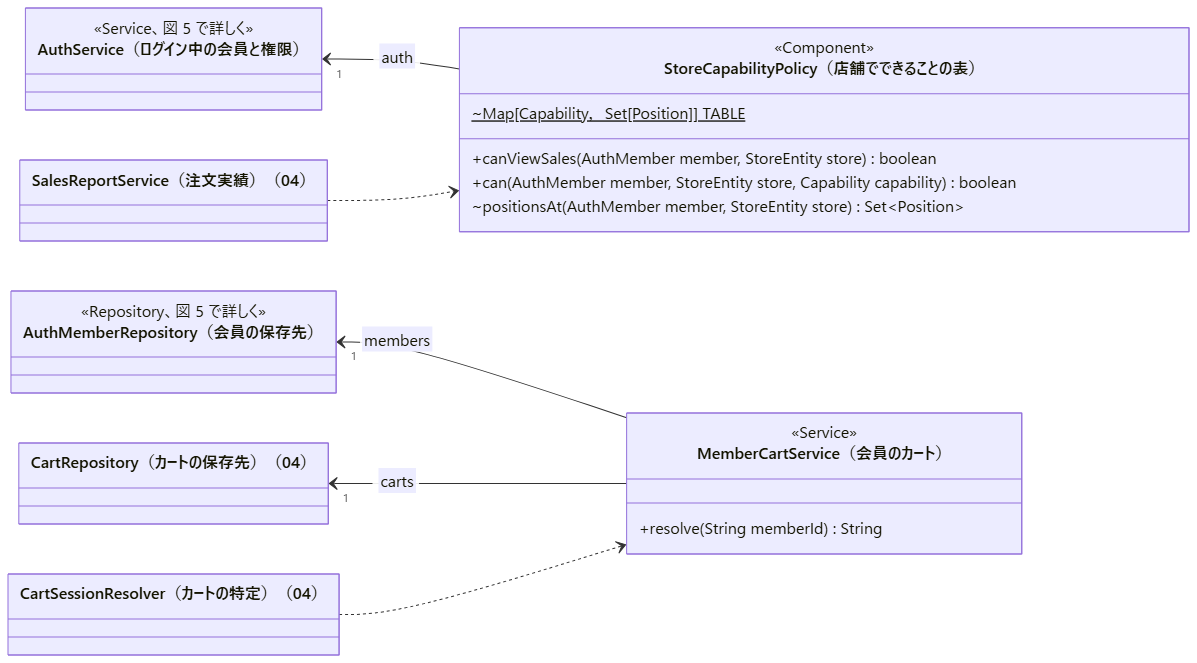 «Service、図 5 で詳しく»
AuthService（ログイン中の会員と権限）
auth
1
«Component»
StoreCapabilityPolicy（店舗でできることの表）
~Map[Capability, Set[Position]] TABLE
+canViewSales(AuthMember member, StoreEntity store) : boolean
+can(AuthMember member, StoreEntity store, Capability capability) : boolean
~positionsAt(AuthMember member, StoreEntity store) : Set<Position>
SalesReportService（注文実績）（04）
«Repository、図 5 で詳しく»
AuthMemberRepository（会員の保存先）
members
1
«Service»
MemberCartService（会員のカート）
+resolve(String memberId) : String
CartRepository（カートの保存先）（04）
carts
1
CartSessionResolver（カートの特定）（04）